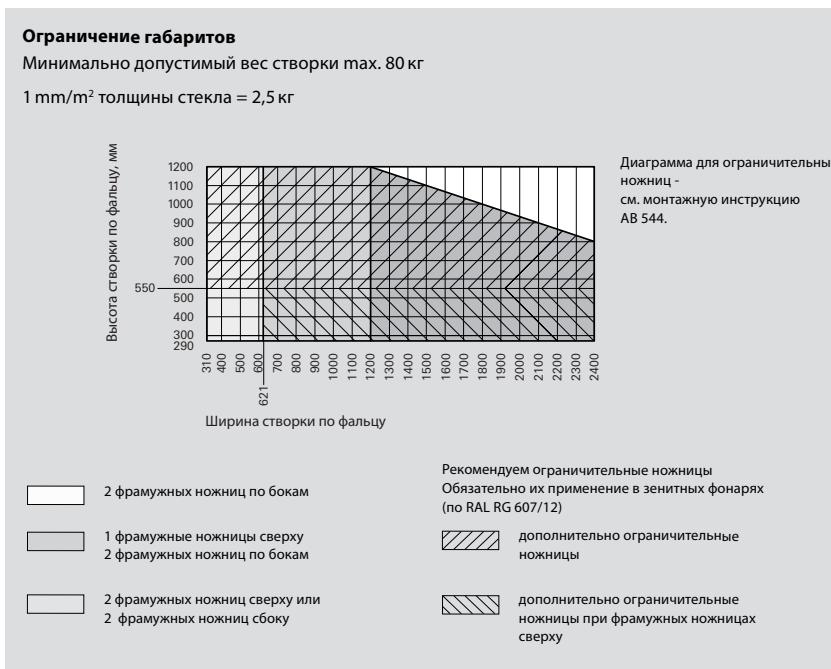 Ограничение габаритов
Минимально допустимый вес створки max. 80 кг
1 mm/m² толщины стекла = 2,5 кг
Высота створки по фальцу, мм
1200
1100
1000
900
800
700
600
550
500
400
300
290
310
400
500
600
621
700
800
900
1000
1100
1200
1300
1400
1500
1600
1700
1800
1900
2000
2100
2200
2300
2400
Ширина створки по фальцу
Диаграмма для ограничительны
ножниц -
см. монтажную инструкцию
АВ 544.
2 фрамужных ножниц по бокам
1 фрамужные ножницы сверху
2 фрамужных ножниц по бокам
2 фрамужных ножниц сверху или
2 фрамужных ножниц сбоку
Рекомендуем ограничительные ножницы
Обязательно их применение в зенитных фонарях
(по RAL RG 607/12)
дополнительно ограничительные
ножницы
дополнительно ограничительные
ножницы при фрамужных ножницах
сверху